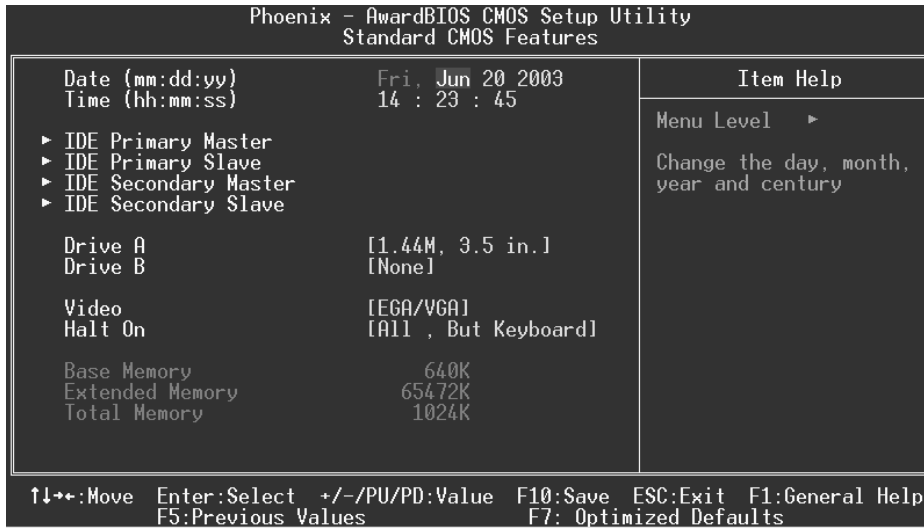 Phoenix - AwardBIOS CMOS Setup Utility
Standard CMOS Features
Date (mm:dd:yy) Fri, Jun 20 2003
Time (hh:mm:ss) 14 : 23 : 45
► IDE Primary Master
► IDE Primary Slave
► IDE Secondary Master
► IDE Secondary Slave
Drive A [1.44M, 3.5 in.]
Drive B [None]
Video [EGA/VGA]
Halt On [All , But Keyboard]
Base Memory 640K
Extended Memory 65472K
Total Memory 1024K
Item Help
Menu Level ►
Change the day, month,
year and century
↑↓→←:Move Enter:Select +/-/PU/PD:Value F10:Save ESC:Exit F1:General Help
F5:Previous Values F7: Optimized Defaults